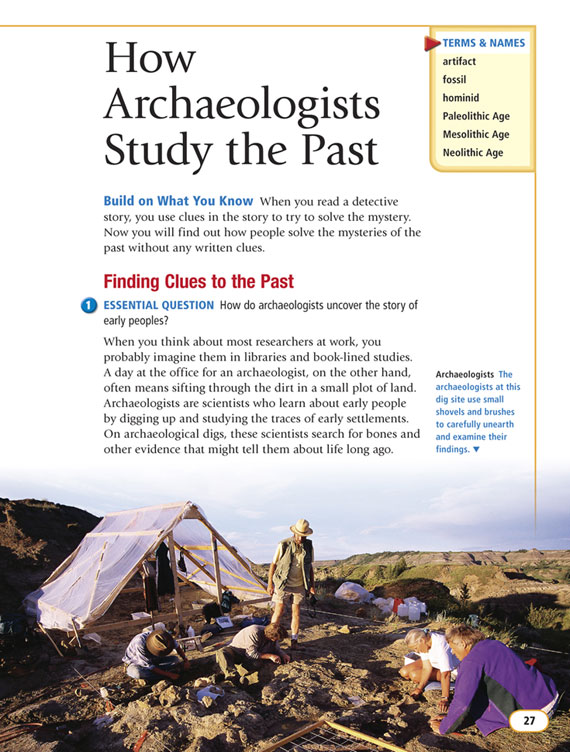 How
Archaeologists
Study the Past
TERMS & NAMES
artifact
fossil
hominid
Paleolithic Age
Mesolithic Age
Neolithic Age
Build on What You Know When you read a detective
story, you use clues in the story to try to solve the mystery.
Now you will find out how people solve the mysteries of the
past without any written clues.
Finding Clues to the Past
1 ESSENTIAL QUESTION How do archaeologists uncover the story of
early peoples?
When you think about most researchers at work, you
probably imagine them in libraries and book-lined studies.
A day at the office for an archaeologist, on the other hand,
often means sifting through the dirt in a small plot of land.
Archaeologists are scientists who learn about early people
by digging up and studying the traces of early settlements.
On archaeological digs, these scientists search for bones and
other evidence that might tell them about life long ago.
Archaeologists The
archaeologists at this
dig site use small
shovels and brushes
to carefully unearth
and examine their
findings. ▼
27